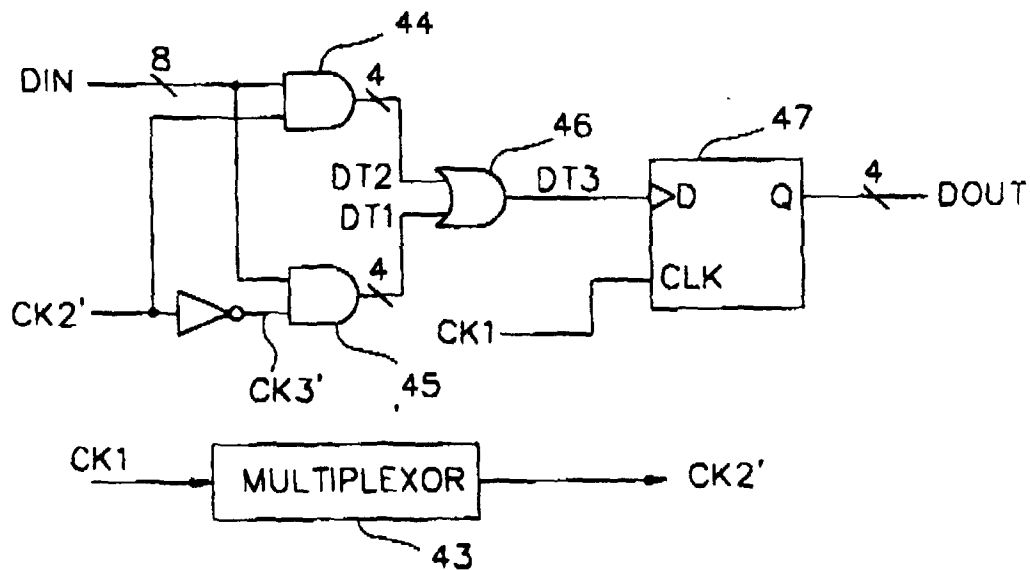 44
8
DIN
4
46
47
DT2
DT3
D
Q
4
DOUT
DT1
4
CLK
CK2'
CK1
CK3'
45
CK1
MULTIPLEXOR
CK2'
43